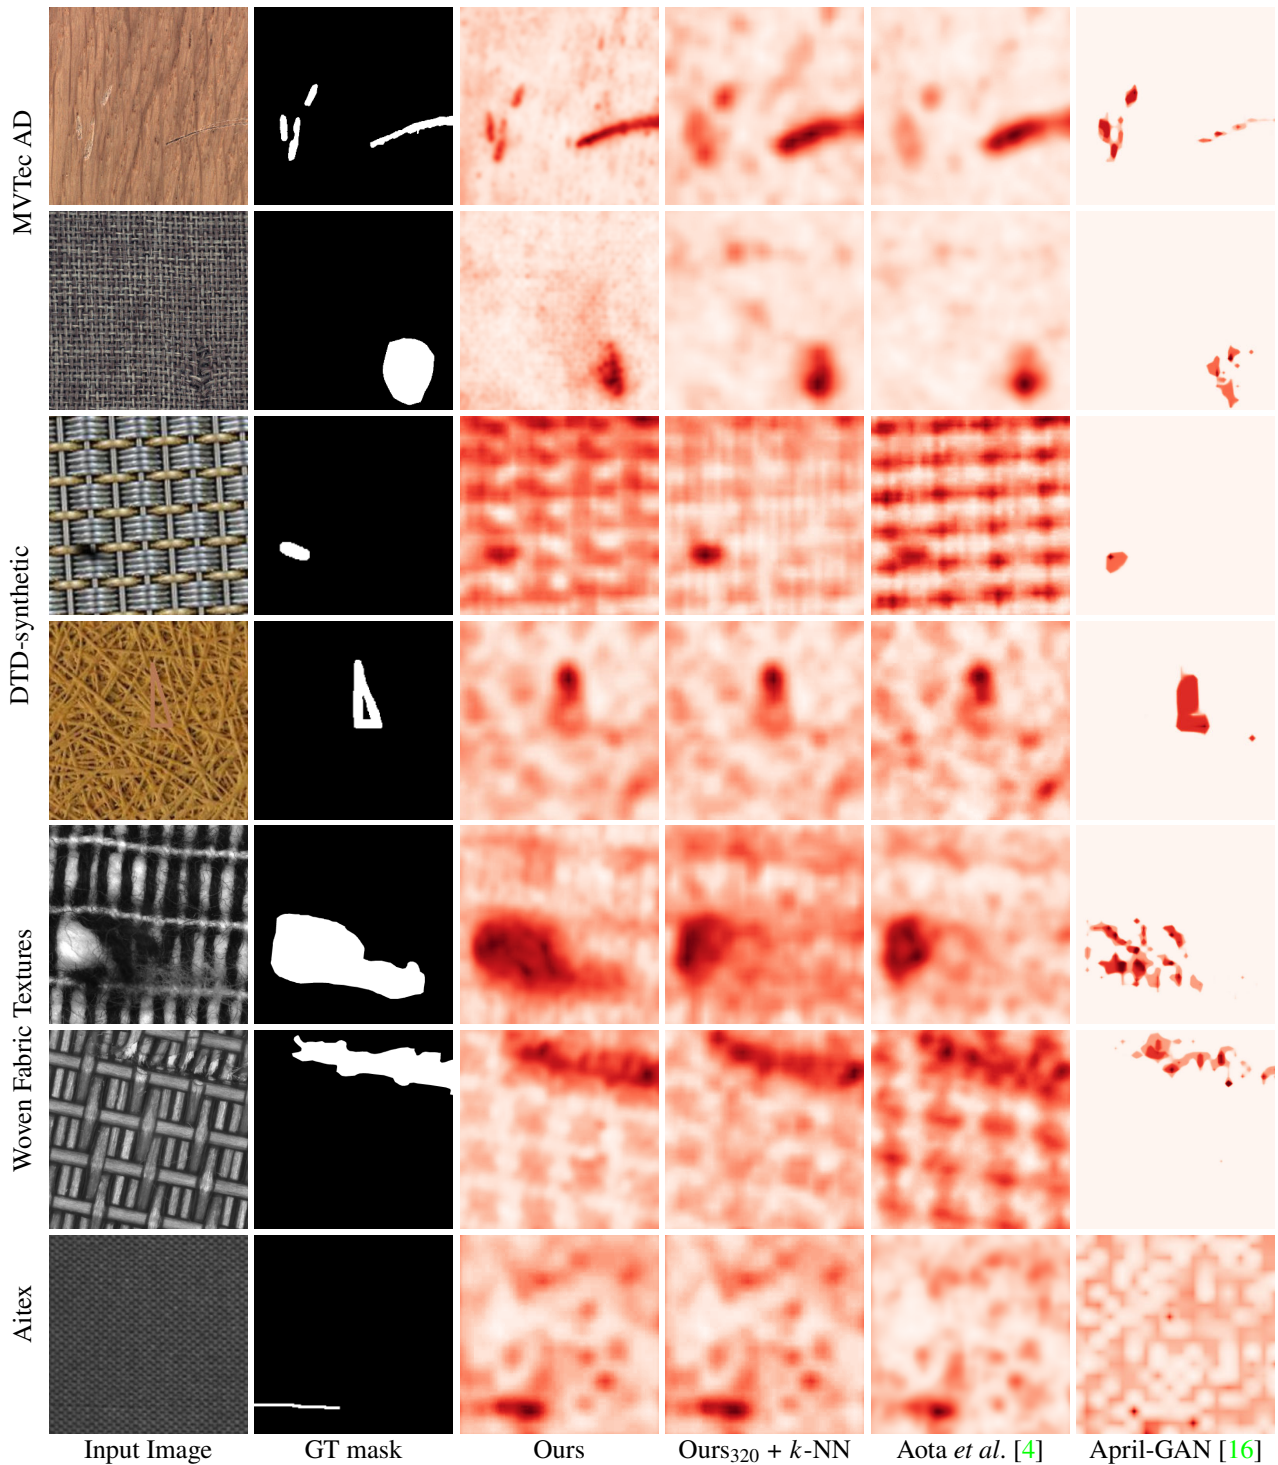 MVTec AD
DTD-synthetic
Woven Fabric Textures
Aitex
Input Image
GT mask
Ours
Ours₃₂₀ + k-NN
Aota et al. [4]
April-GAN [16]